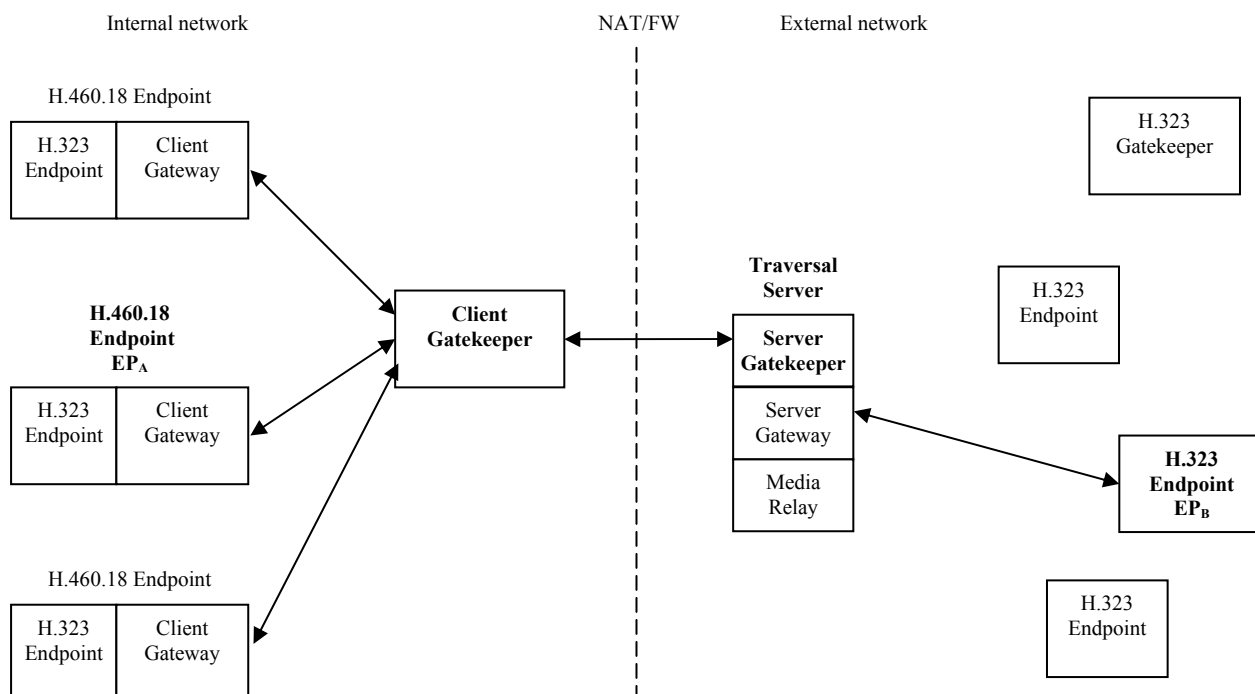 Internal network
NAT/FW
External network
H.460.18 Endpoint
H.323
Endpoint
Client
Gateway
H.323
Gatekeeper
H.460.18
Endpoint
EPA
H.323
Endpoint
Client
Gateway
Client
Gatekeeper
Traversal
Server
Server
Gatekeeper
Server
Gateway
Media
Relay
H.323
Endpoint
H.323
Endpoint
EPB
H.460.18 Endpoint
H.323
Endpoint
Client
Gateway
H.323
Endpoint